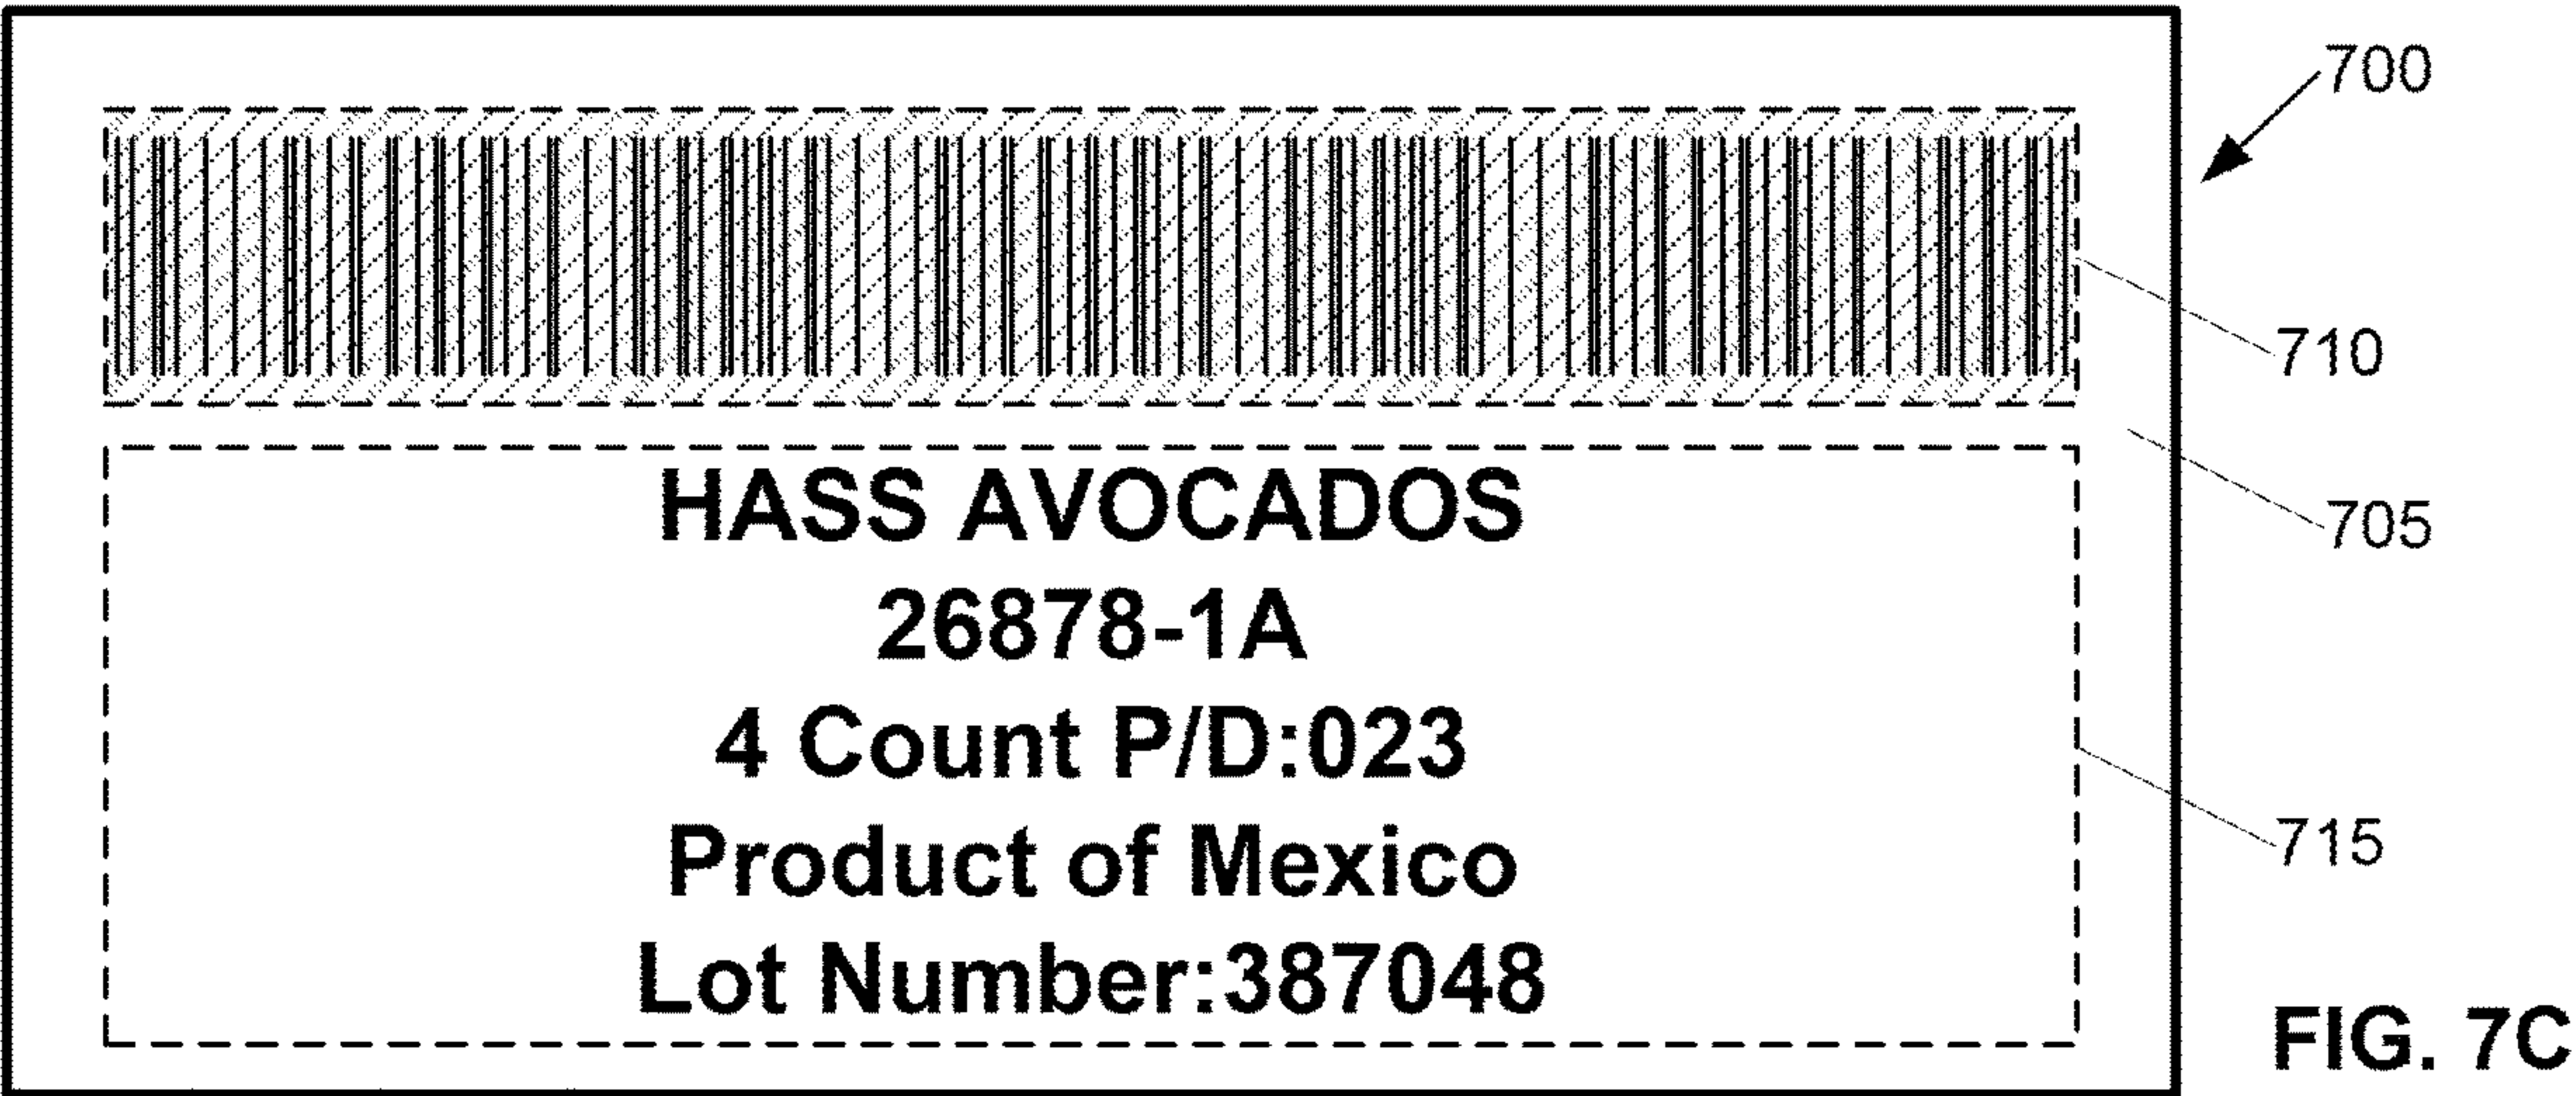 700
710
705
HASS AVOCADOS
26878-1A
4 Count P/D:023
715
Product of Mexico
Lot Number:387048
FIG. 7C